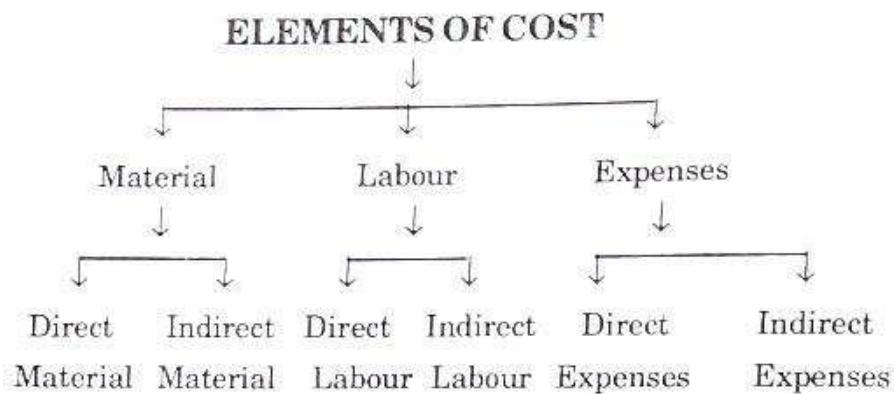 ELEMENTS OF COST
Material Labour Expenses
Direct Indirect Direct Indirect Direct Indirect
Material Material Labour Labour Expenses Expenses